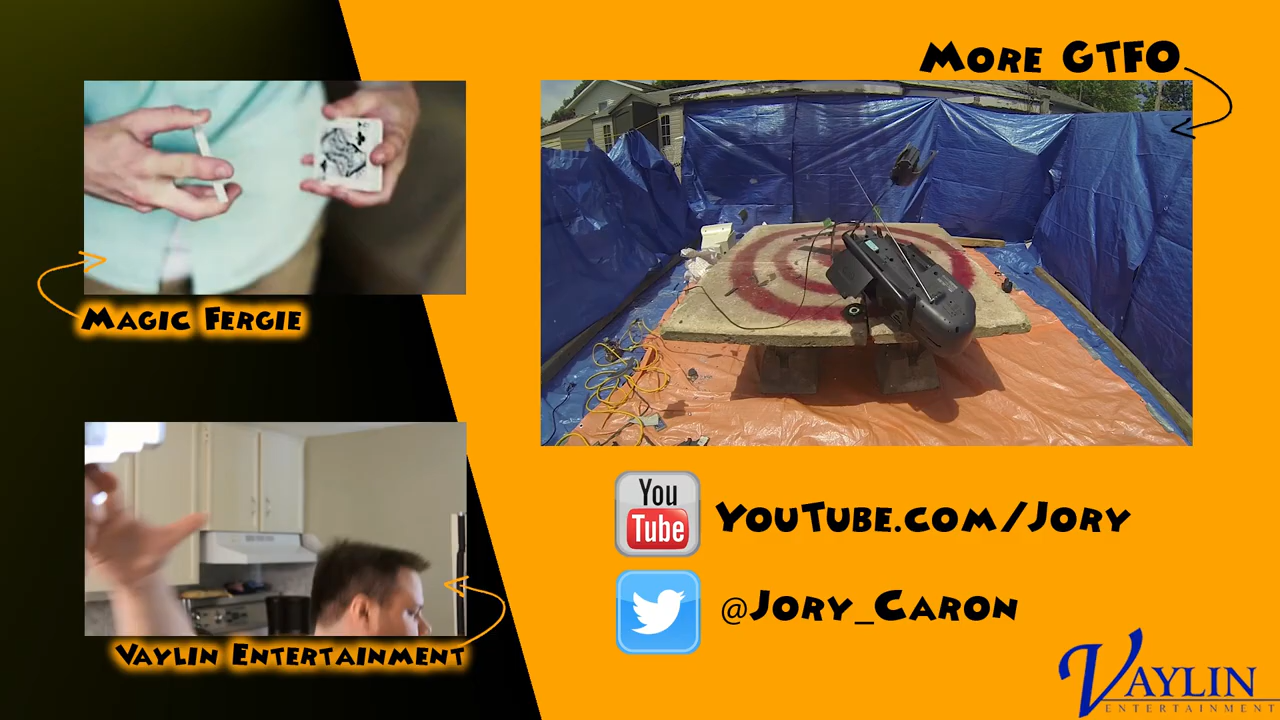 More GTFO
Magic Fergie
You
Tube
YouTube.com/Jory
@Jory_Caron
Vaylin Entertainment
VAYLIN
ENTERTAINMENT